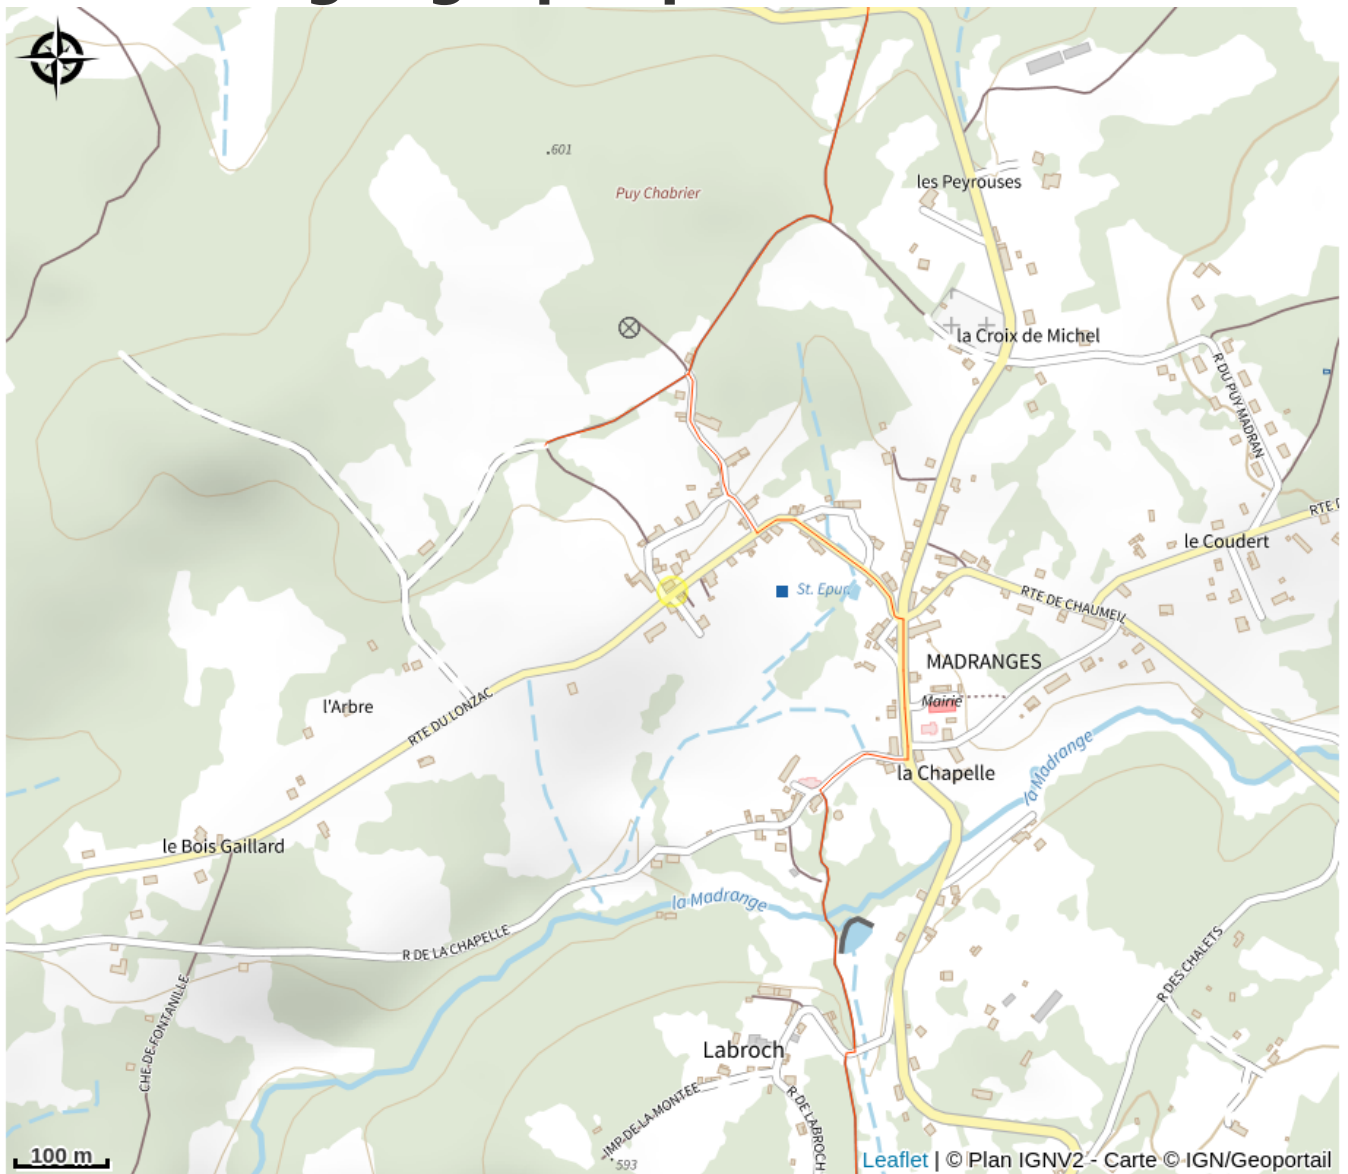 .601
Puy Chabrier
les Peyrouses
la Croix de Michel
R DU PUY MADRAN
RTE D
le Coudert
St. Epur.
RTE DE CHAUMEIL
MADRANGES
Mairie
l'Arbre
RTE DU LONZAC
la Chapelle
la Madrange
le Bois Gaillard
la Madrange
R DE LA CHAPELLE
R DES CHALETS
CHE DE FONTANILLE
Labroch
IMP DE LA MONTEE
R DE LABROCH
.593
100 m
Leaflet | © Plan IGNV2 - Carte © IGN/Geoportail